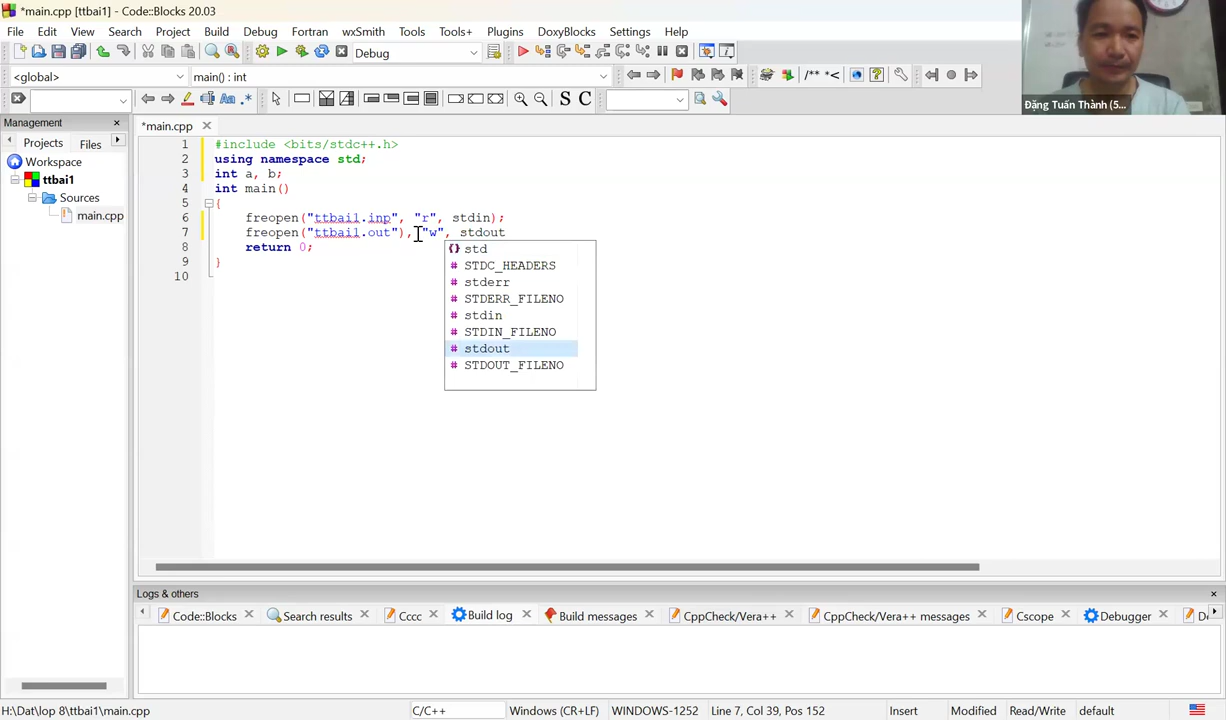 *main.cpp [ttbai1] - Code::Blocks 20.03
File Edit View Search Project Build Debug Fortran wxSmith Tools Tools+ Plugins DoxyBlocks Settings Help
Debug
<global> main() : int /** *<
Aa .* S C
Đặng Tuấn Thành (5...
Management
Projects Files
Workspace
ttbai1
Sources
main.cpp
*main.cpp
1 #include <bits/stdc++.h>
2 using namespace std;
3 int a, b;
4 int main()
5 {
6 freopen("ttbai1.inp", "r", stdin);
7 freopen("ttbai1.out"), "w", stdout
8 return 0;
9 }
10
{} std
# STDC_HEADERS
# stderr
# STDERR_FILENO
# stdin
# STDIN_FILENO
# stdout
# STDOUT_FILENO
Logs & others
Code::Blocks Search results Cccc Build log Build messages CppCheck/Vera++ CppCheck/Vera++ messages Cscope Debugger
H:\Dat\lop 8\ttbai1\main.cpp C/C++ Windows (CR+LF) WINDOWS-1252 Line 7, Col 39, Pos 152 Insert Modified Read/Write default